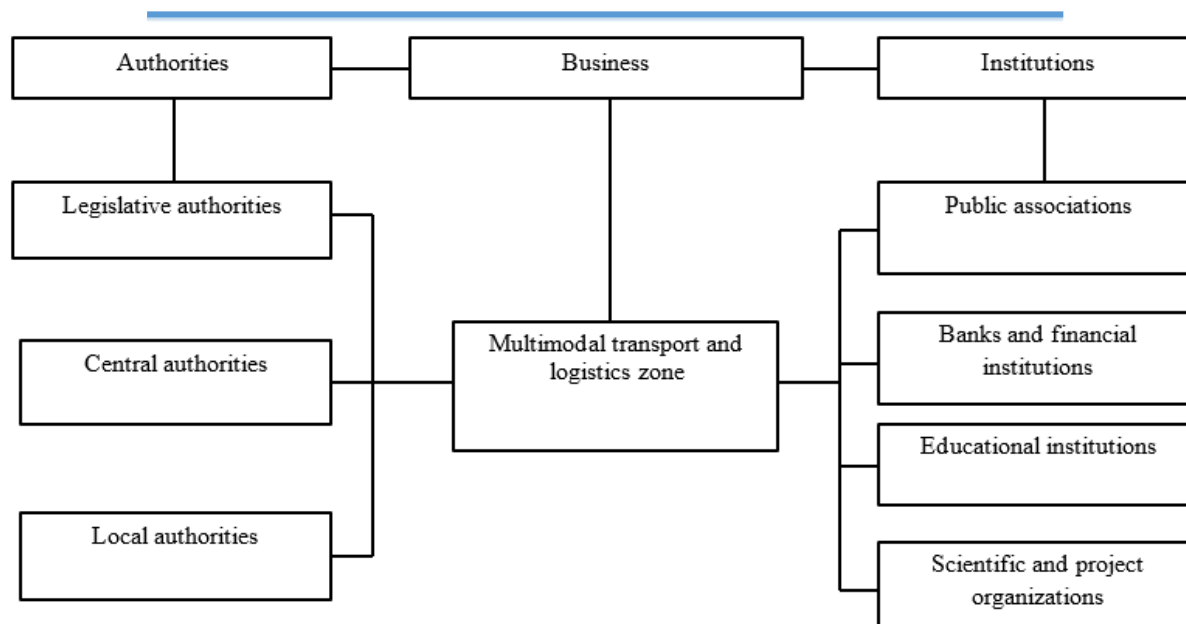 Authorities
Business
Institutions
Legislative authorities
Public associations
Central authorities
Multimodal transport and
logistics zone
Banks and financial
institutions
Educational institutions
Local authorities
Scientific and project
organizations